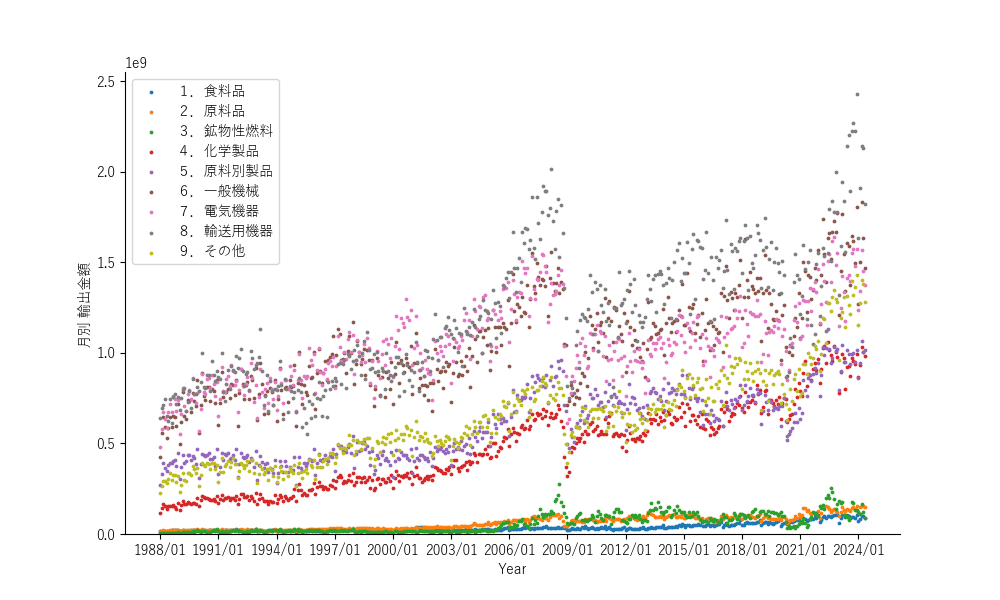 1e9
2.5
2.0
1.5
1.0
0.5
0.0
月別 輸出金額
1. 食料品
2. 原料品
3. 鉱物性燃料
4. 化学製品
5. 原料別製品
6. 一般機械
7. 電気機器
8. 輸送用機器
9. その他
1988/01 1991/01 1994/01 1997/01 2000/01 2003/01 2006/01 2009/01 2012/01 2015/01 2018/01 2021/01 2024/01
Year